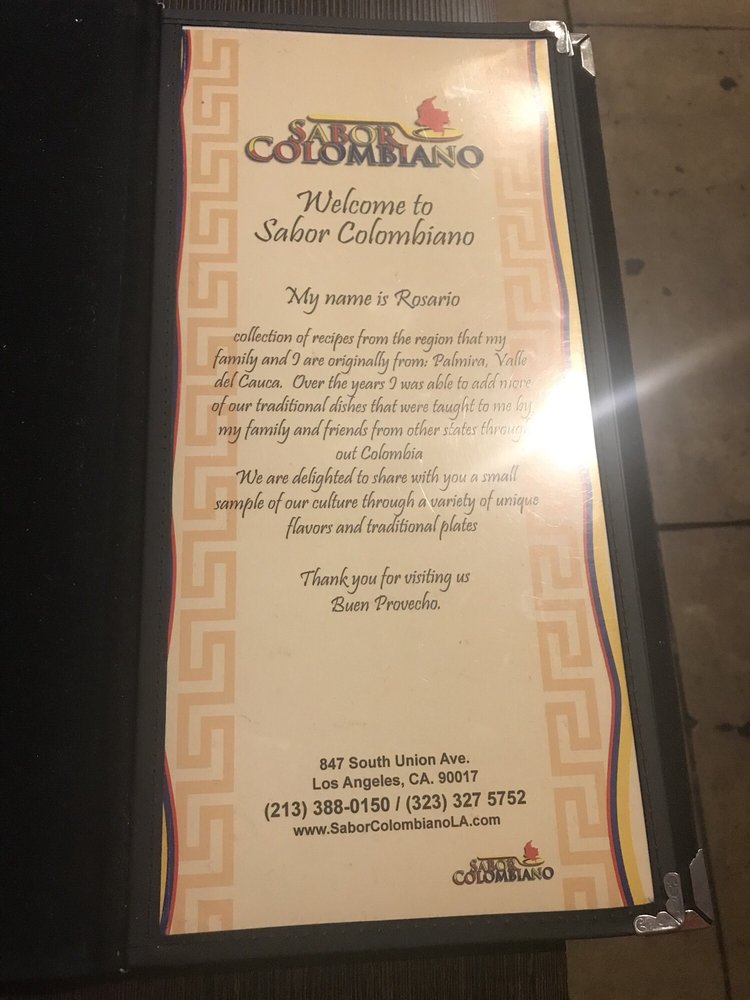 SABOR
COLOMBIANO
Welcome to
Sabor Colombiano
My name is Rosario
collection of recipes from the region that my
family and I are originally from: Palmira, Valle
del Cauca. Over the years I was able to add more
of our traditional dishes that were taught to me by
my family and friends from other states through
out Colombia
We are delighted to share with you a small
sample of our culture through a variety of unique
flavors and traditional plates
Thank you for visiting us
Buen Provecho.
847 South Union Ave.
Los Angeles, CA. 90017
(213) 388-0150 / (323) 327 5752
www.SaborColombianoLA.com
SABOR
COLOMBIANO